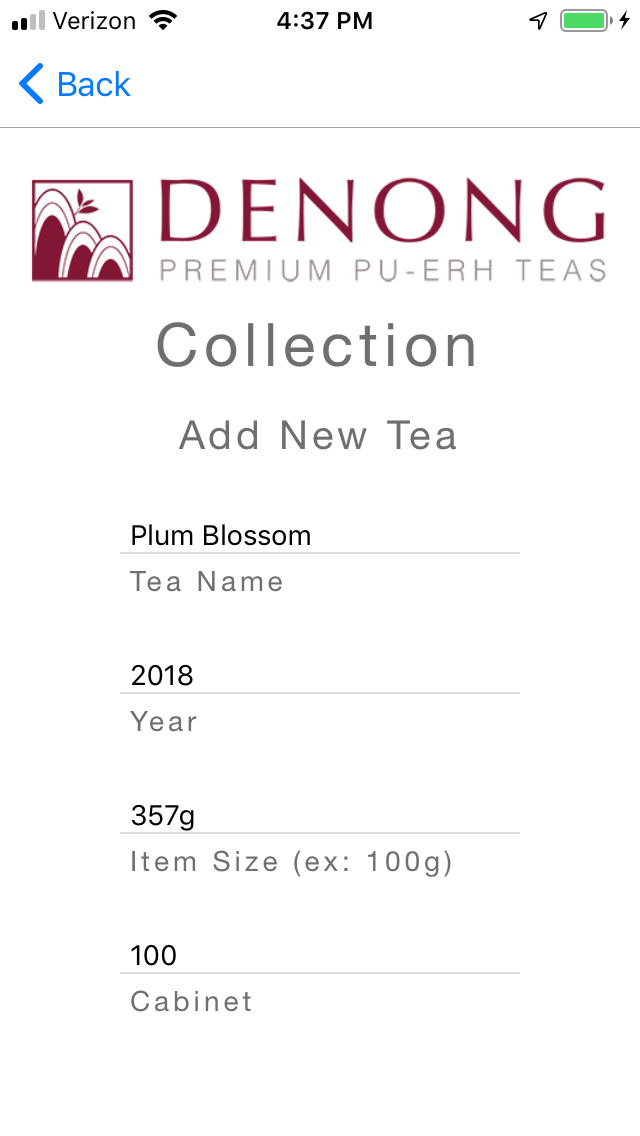 Verizon 4:37 PM
Back
DENONG
PREMIUM PU-ERH TEAS
Collection
Add New Tea
Plum Blossom
Tea Name
2018
Year
357g
Item Size (ex: 100g)
100
Cabinet